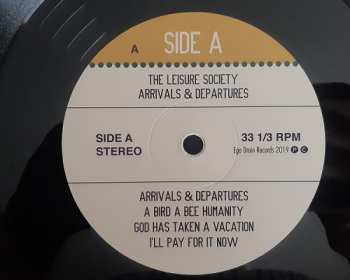 A SIDE A
THE LEISURE SOCIETY
ARRIVALS & DEPARTURES
SIDE A 33 1/3 RPM
STEREO Ego Drain Records 2019 Ⓟ Ⓒ
ARRIVALS & DEPARTURES
A BIRD A BEE HUMANITY
GOD HAS TAKEN A VACATION
I'LL PAY FOR IT NOW